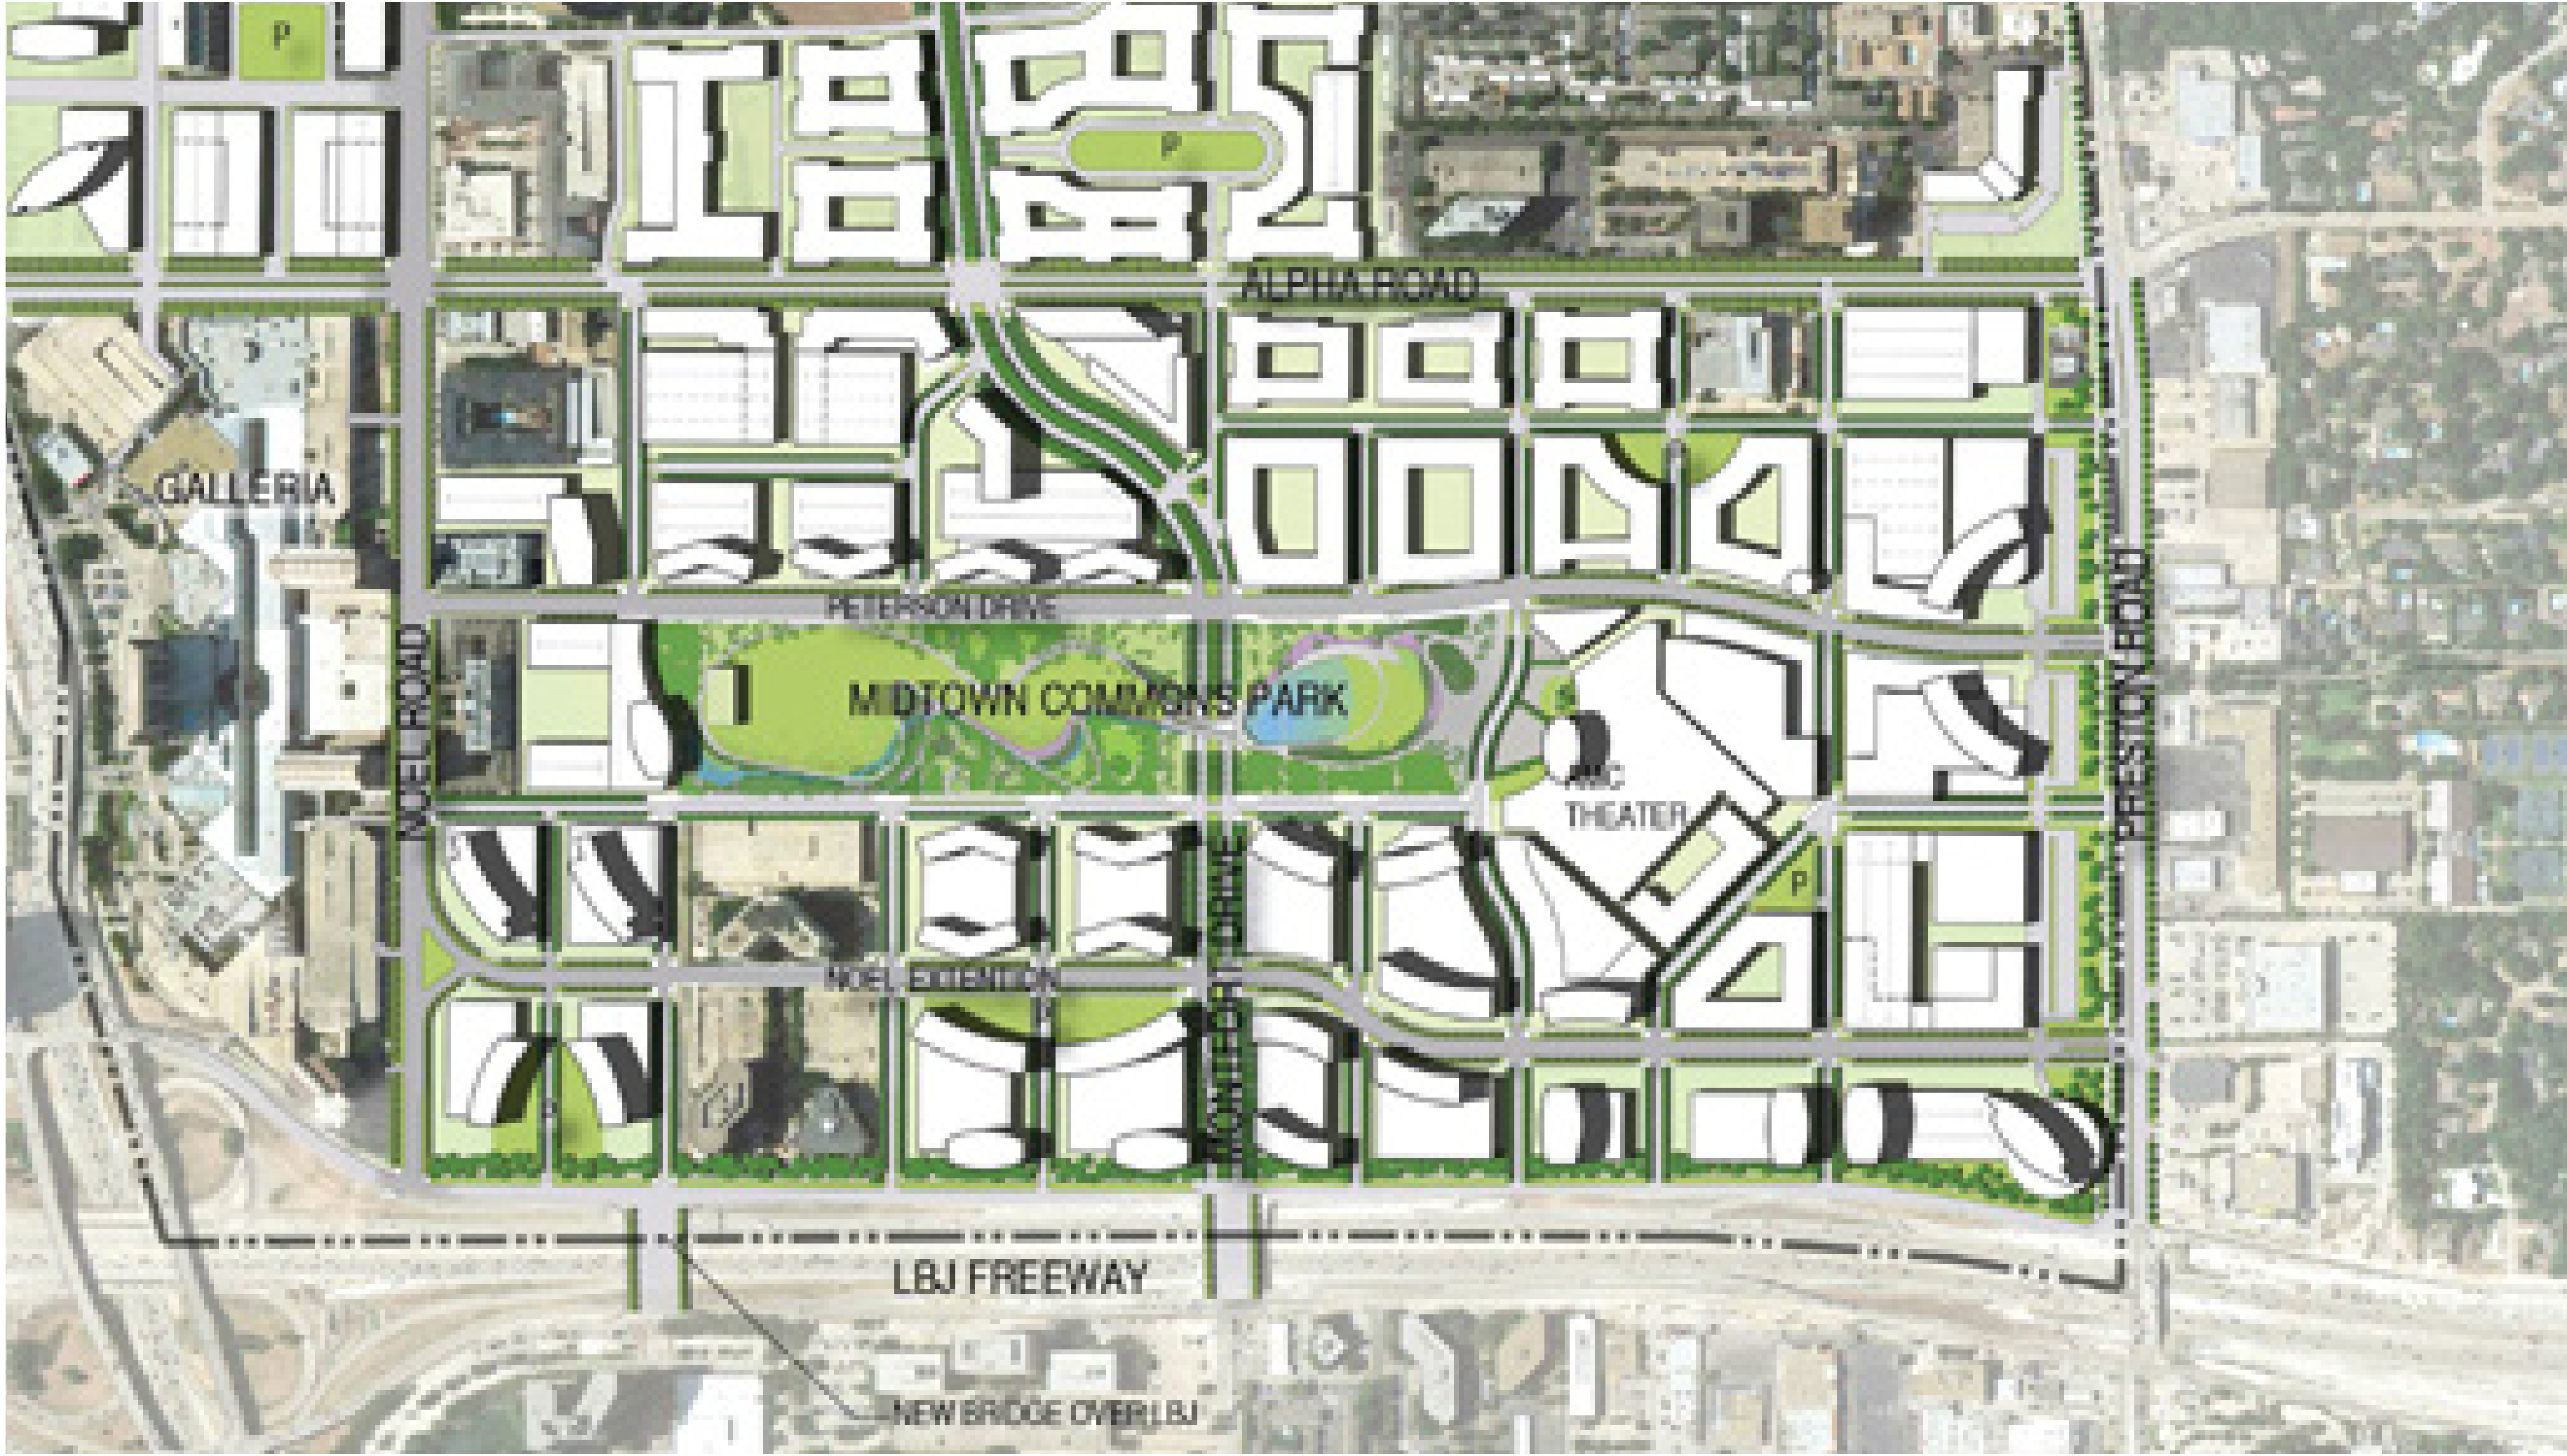 P
P
ALPHA ROAD
GALLERIA
PETERSON DRIVE
MIDTOWN COMMONS PARK
NOEL ROAD
PRESTON ROAD
AMC
THEATER
P
MONTFORT DRIVE
NOEL EXTENTION
LBJ FREEWAY
NEW BRIDGE OVER LBJ